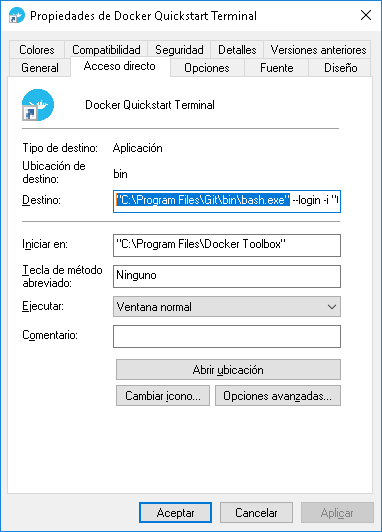 Propiedades de Docker Quickstart Terminal
Colores Compatibilidad Seguridad Detalles Versiones anteriores
General Acceso directo Opciones Fuente Diseño
Docker Quickstart Terminal
Tipo de destino: Aplicación
Ubicación de destino: bin
Destino: "C:\Program Files\Git\bin\bash.exe" --login -i "
Iniciar en: "C:\Program Files\Docker Toolbox"
Tecla de método abreviado: Ninguno
Ejecutar: Ventana normal
Comentario:
Abrir ubicación
Cambiar icono... Opciones avanzadas...
Aceptar Cancelar Aplicar